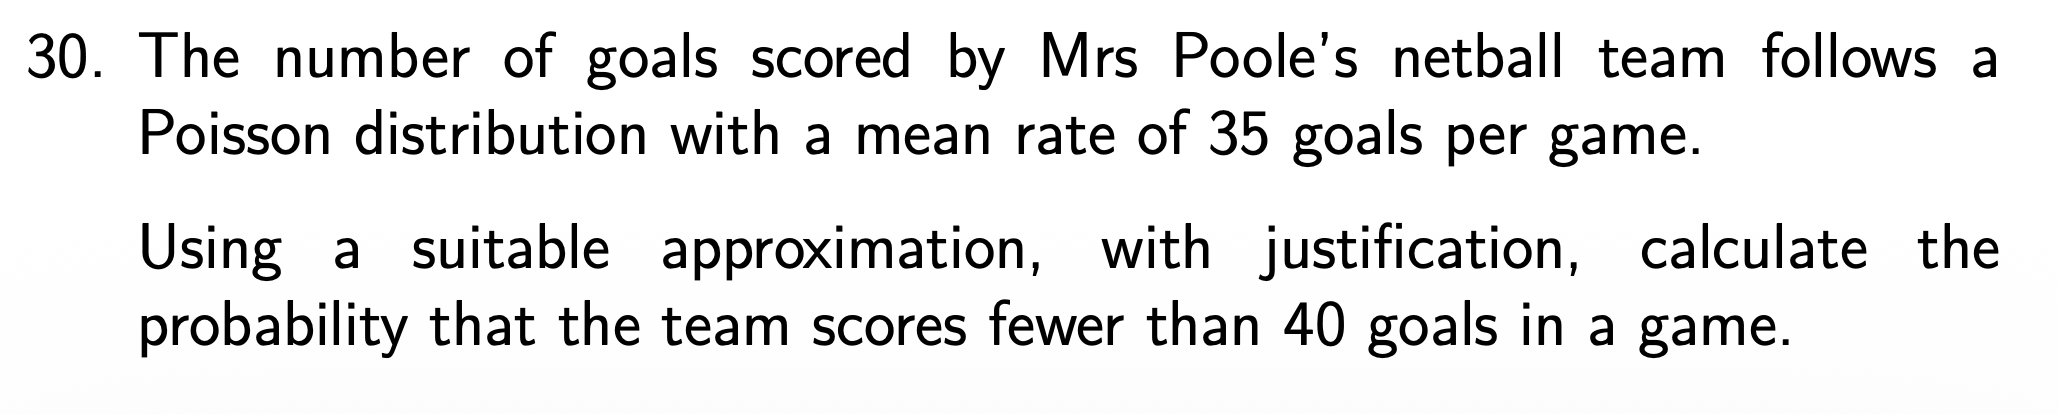 30. The number of goals scored by Mrs Poole's netball team follows a
Poisson distribution with a mean rate of 35 goals per game.
Using a suitable approximation, with justification, calculate the
probability that the team scores fewer than 40 goals in a game.